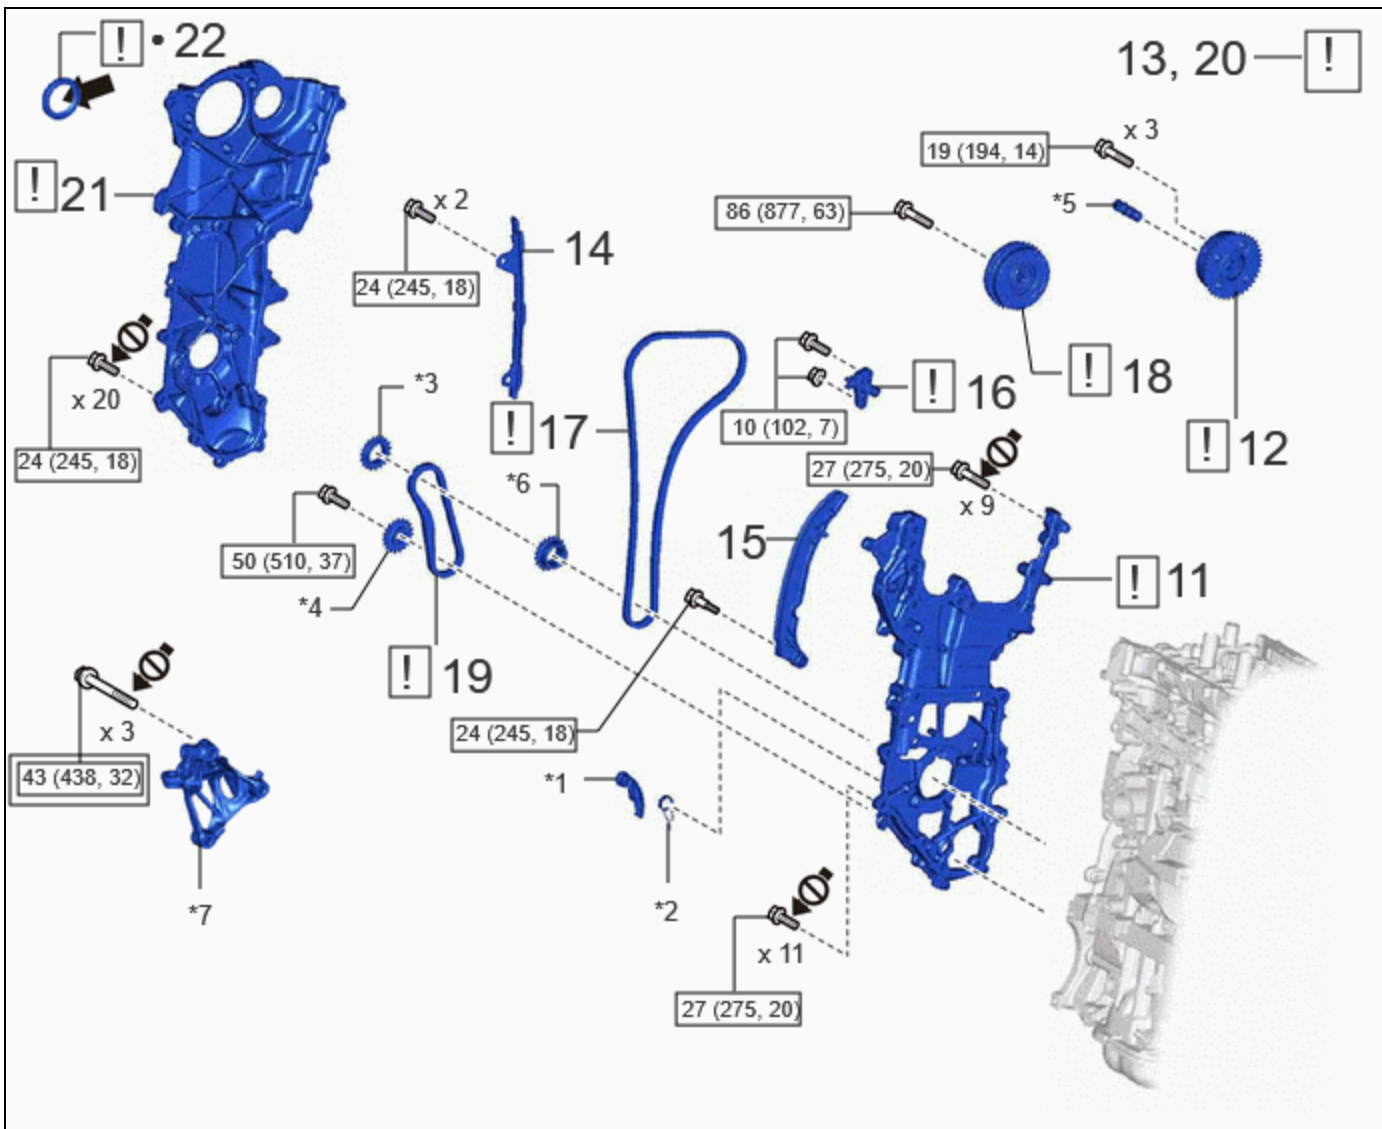 ! • 22
13, 20 !
x 3
19 (194, 14)
! 21
x 2
*5
86 (877, 63)
14
24 (245, 18)
*3
! 16
! 18
x 20
! 17
10 (102, 7)
! 12
24 (245, 18)
27 (275, 20)
*6
x 9
15
50 (510, 37)
! 11
*4
! 19
x 3
24 (245, 18)
43 (438, 32)
*1
*7
*2
x 11
27 (275, 20)